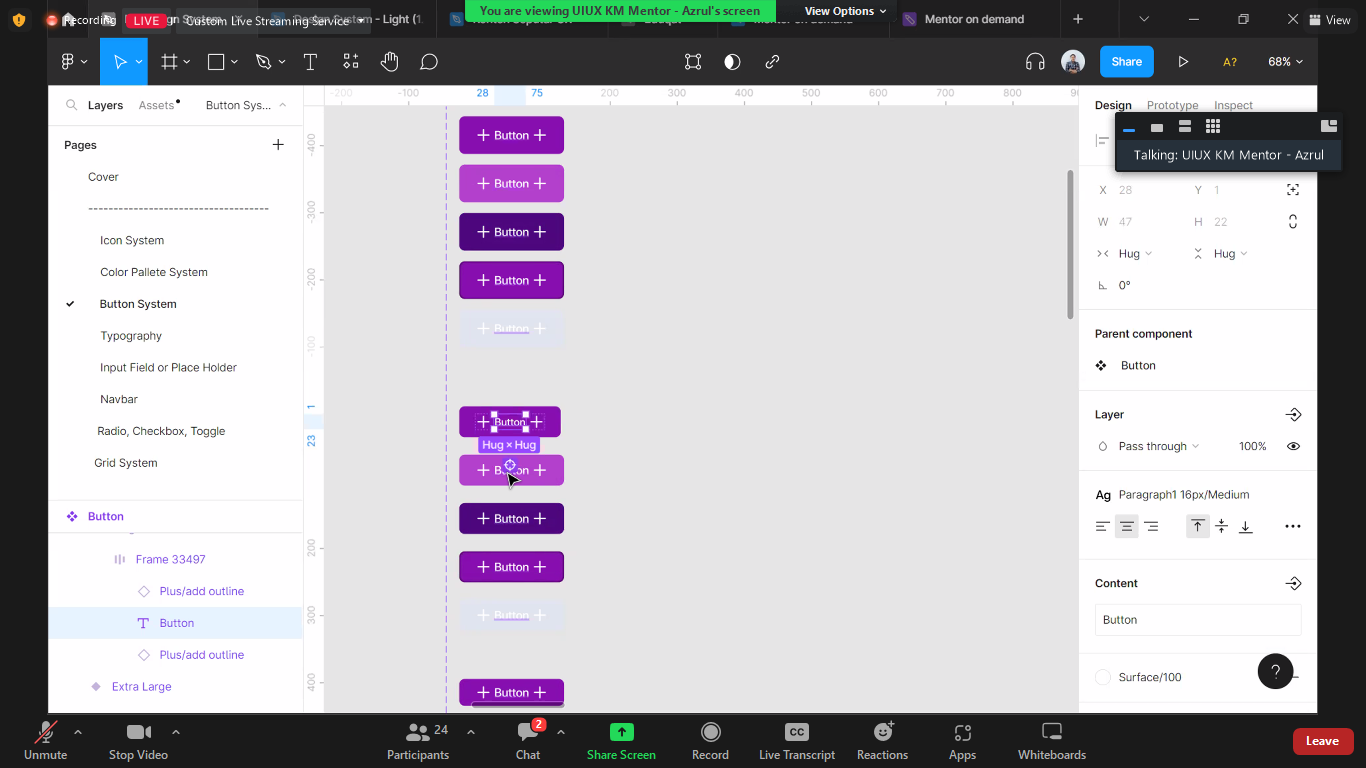 Recording
LIVE
Custom Live Streaming Service
You are viewing UIUX KM Mentor - Azrul's screen
View Options
Mentor on demand
View
Share
A?
68%
Layers
Assets
Button Sys...
Pages
Cover
-----------------------------------
Icon System
Color Pallete System
Button System
Typography
Input Field or Place Holder
Navbar
Radio, Checkbox, Toggle
Grid System
Button
Frame 33497
Plus/add outline
Button
Plus/add outline
Extra Large
-200
-100
28
75
200
300
400
500
600
700
800
-400
-300
-200
-100
1
23
200
300
400
Button
Button
Button
Button
Button
Button
Hug × Hug
Button
Button
Button
Button
Button
Design
Prototype
Inspect
Talking: UIUX KM Mentor - Azrul
X 28
Y 1
W 47
H 22
Hug
Hug
0°
Parent component
Button
Layer
Pass through
100%
Ag Paragraph1 16px/Medium
Content
Button
Surface/100
?
Unmute
Stop Video
24
Participants
2
Chat
Share Screen
Record
CC
Live Transcript
Reactions
Apps
Whiteboards
Leave